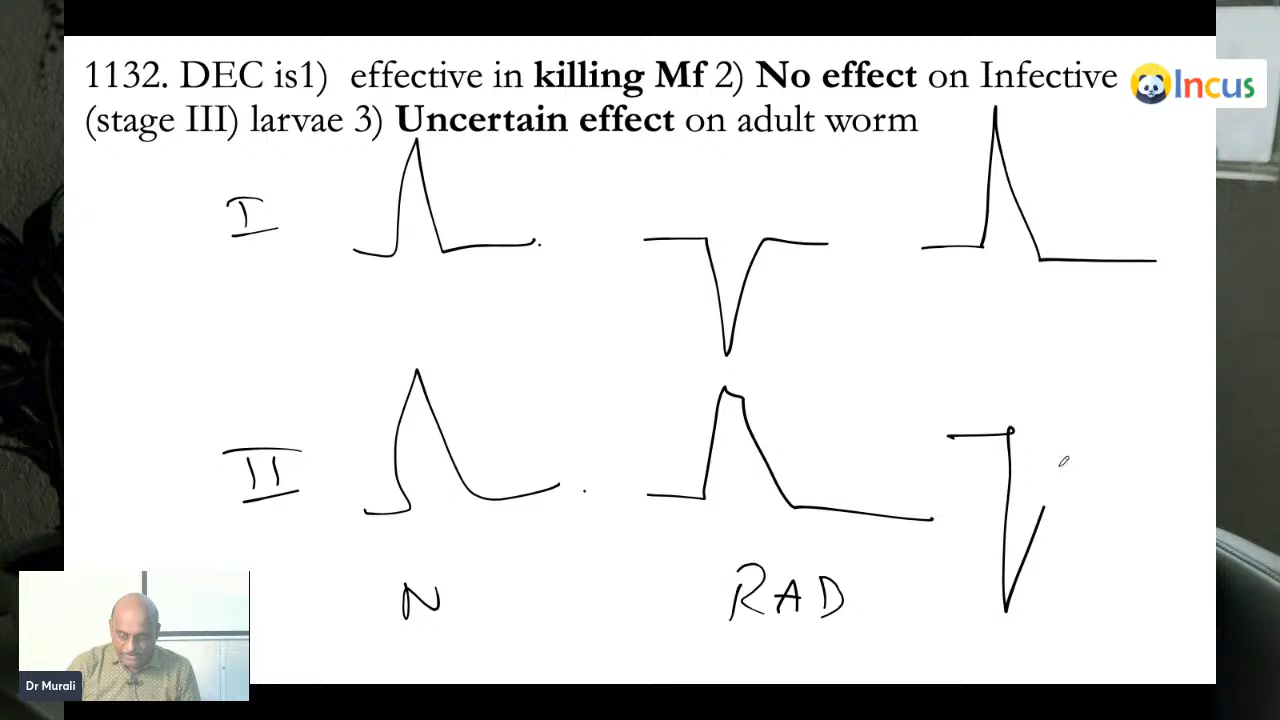 1132. DEC is1) effective in killing Mf 2) No effect on Infective
(stage III) larvae 3) Uncertain effect on adult worm
Incus
I
II
N
RAD
Dr Murali